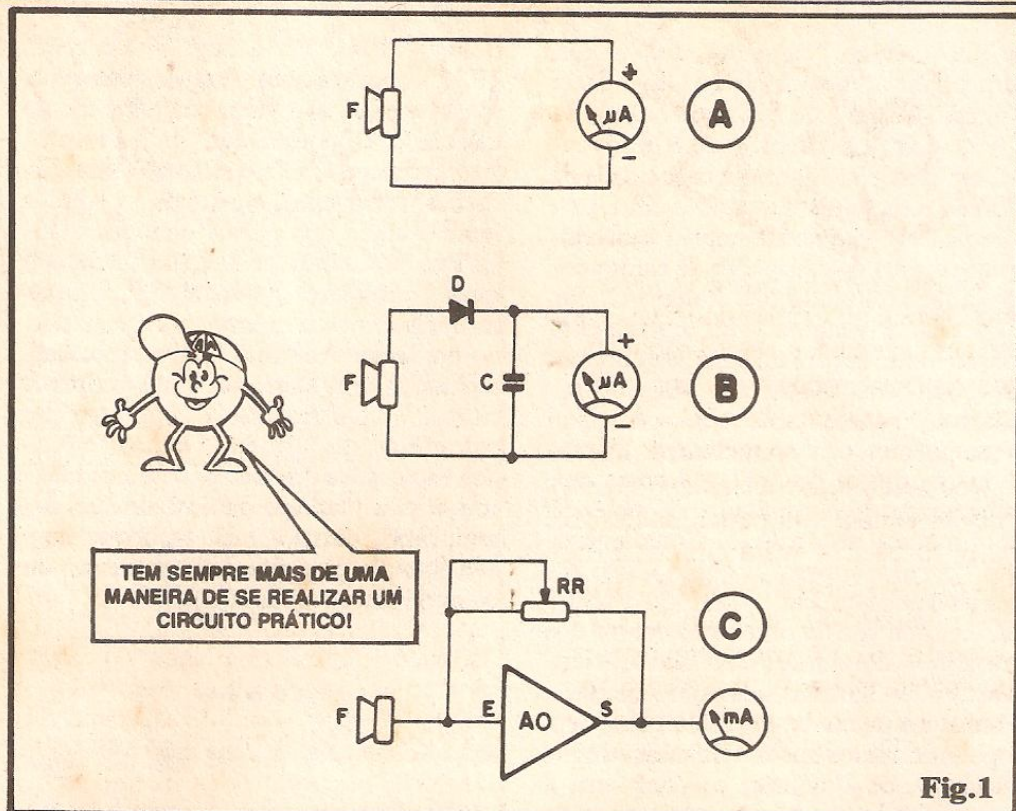 F
+
µA
-
A
D
F
C
+
µA
-
B
TEM SEMPRE MAIS DE UMA
MANEIRA DE SE REALIZAR UM
CIRCUITO PRÁTICO!
RR
C
F
E
AO
S
mA
Fig.1